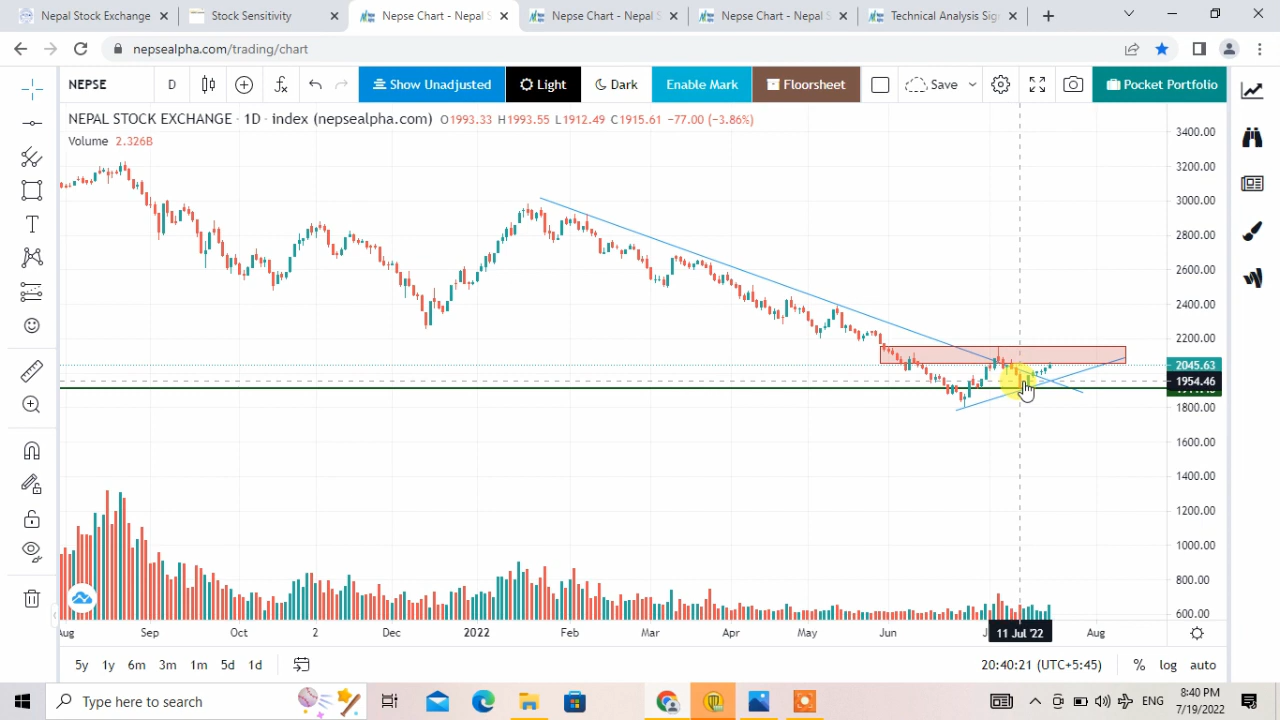 Nepal Stock Exchange
Stock Sensitivity
Nepse Chart - Nepal S
Nepse Chart - Nepal S
Nepse Chart - Nepal S
Technical Analysis Sig
nepsealpha.com/trading/chart
NEPSE D Show Unadjusted Light Dark Enable Mark Floorsheet Save Pocket Portfolio
NEPAL STOCK EXCHANGE · 1D · index (nepsealpha.com) O1993.33 H1993.55 L1912.49 C1915.61 −77.00 (−3.86%)
Volume 2.326B
3400.00
3200.00
3000.00
2800.00
2600.00
2400.00
2200.00
2045.63
1954.46
1800.00
1600.00
1400.00
1200.00
1000.00
800.00
600.00
Aug Sep Oct 2 Dec 2022 Feb Mar Apr May Jun 11 Jul '22 Aug
5y 1y 6m 3m 1m 5d 1d 20:40:21 (UTC+5:45) % log auto
Type here to search ENG 8:40 PM
7/19/2022